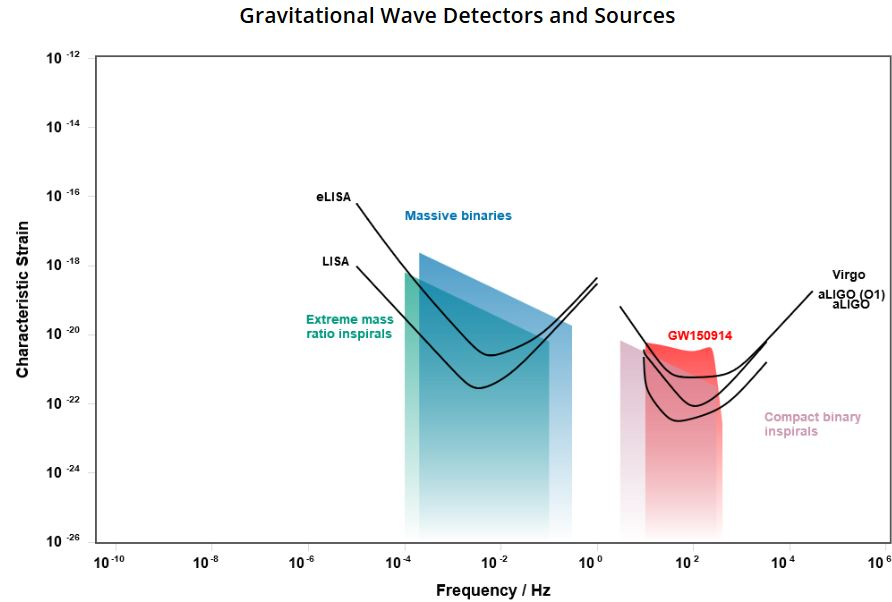 Gravitational Wave Detectors and Sources
10 -12
10 -14
10 -16
10 -18
10 -20
10 -22
10 -24
10 -26
Characteristic Strain
eLISA
Massive binaries
LISA
Extreme mass
ratio inspirals
Virgo
aLIGO (O1)
aLIGO
GW150914
Compact binary
inspirals
10 -10
10 -8
10 -6
10 -4
10 -2
10 0
10 2
10 4
10 6
Frequency / Hz